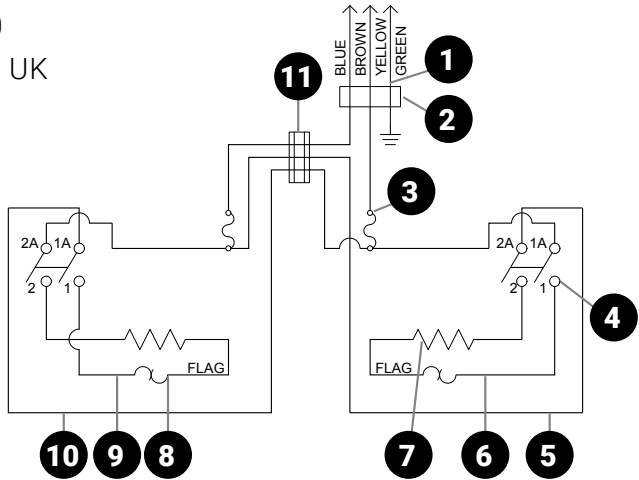 )
UK
BLUE
BROWN
YELLOW
GREEN
1
11
2
3
2A 1A
2 1
2A 1A
2 1
4
FLAG
FLAG
10 9 8
7 6 5